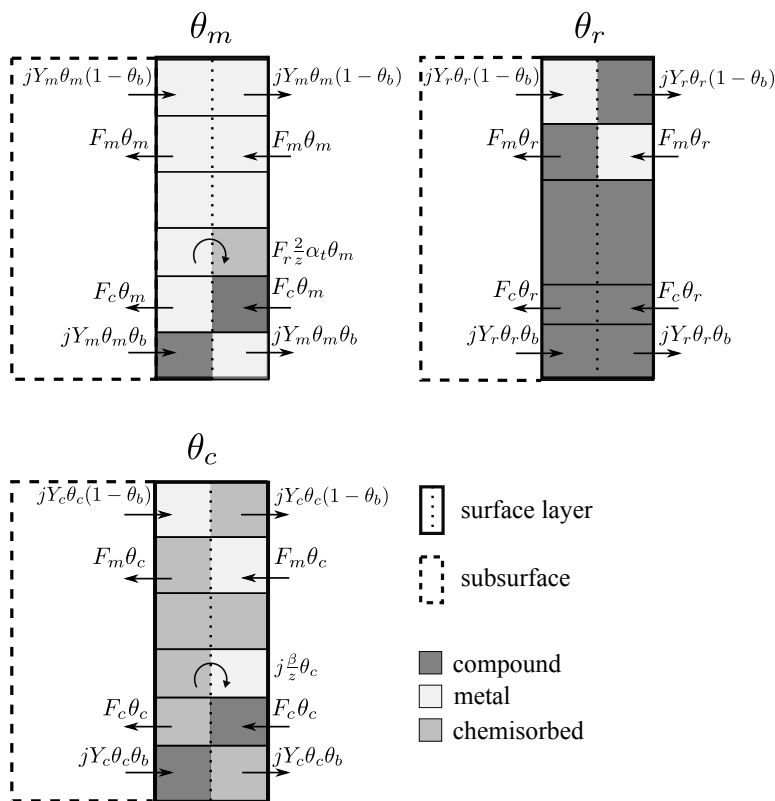 θ_m
jY_mθ_m(1 − θ_b) jY_mθ_m(1 − θ_b)
F_mθ_m F_mθ_m
F_r 2/z α_tθ_m
F_cθ_m F_cθ_m
jY_mθ_mθ_b jY_mθ_mθ_b
θ_r
jY_rθ_r(1 − θ_b) jY_rθ_r(1 − θ_b)
F_mθ_r F_mθ_r
F_cθ_r F_cθ_r
jY_rθ_rθ_b jY_rθ_rθ_b
θ_c
jY_cθ_c(1 − θ_b) jY_cθ_c(1 − θ_b)
F_mθ_c F_mθ_c
j β/z θ_c
F_cθ_c F_cθ_c
jY_cθ_cθ_b jY_cθ_cθ_b
surface layer
subsurface
compound
metal
chemisorbed